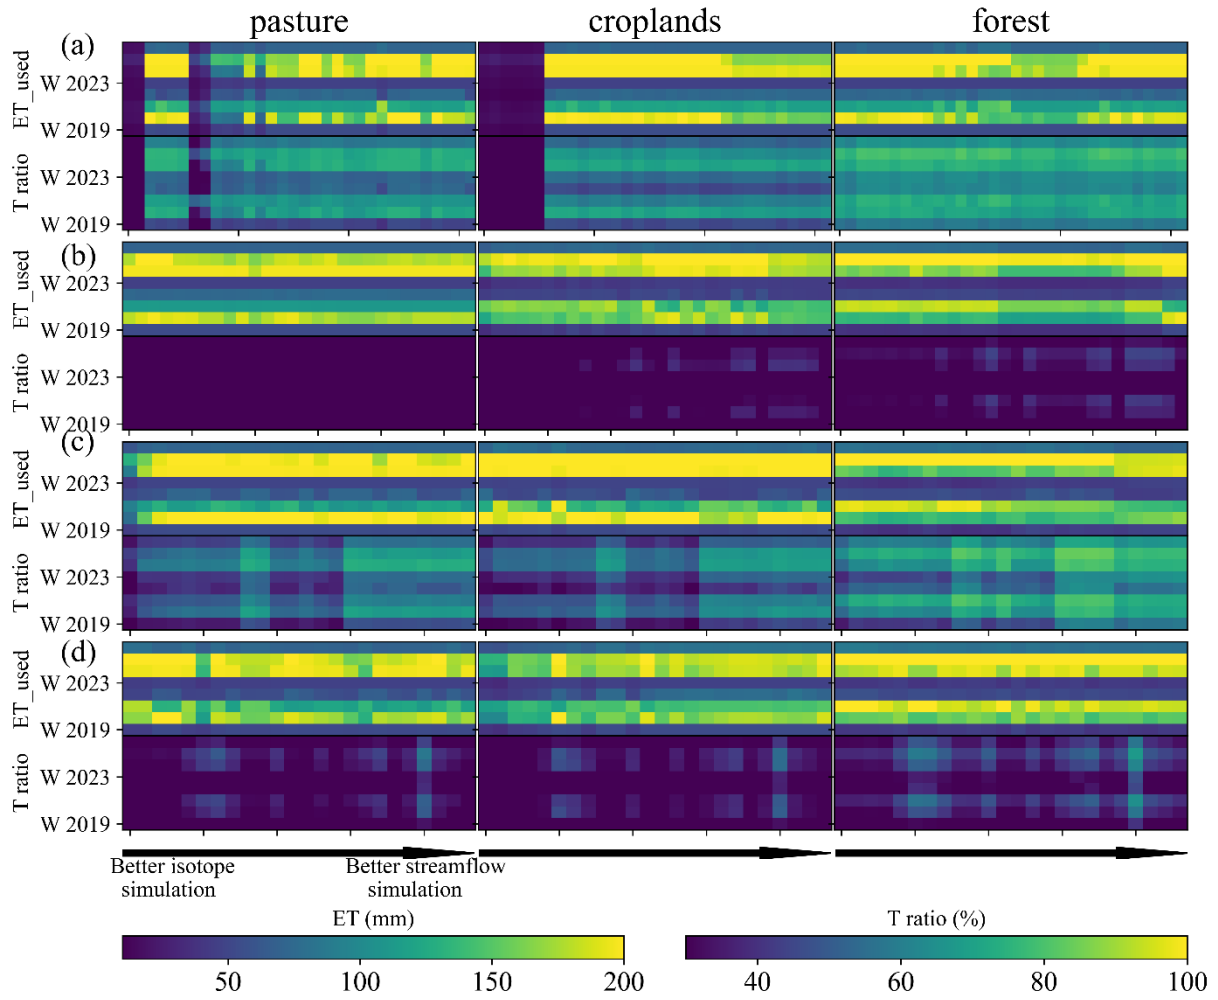 pasture croplands forest
(a)
ET_used
W 2023
W 2019
T ratio
W 2023
W 2019
(b)
ET_used
W 2023
W 2019
T ratio
W 2023
W 2019
(c)
ET_used
W 2023
W 2019
T ratio
W 2023
W 2019
(d)
ET_used
W 2023
W 2019
T ratio
W 2023
W 2019
Better isotope
simulation
Better streamflow
simulation
ET (mm)
50 100 150 200
T ratio (%)
40 60 80 100